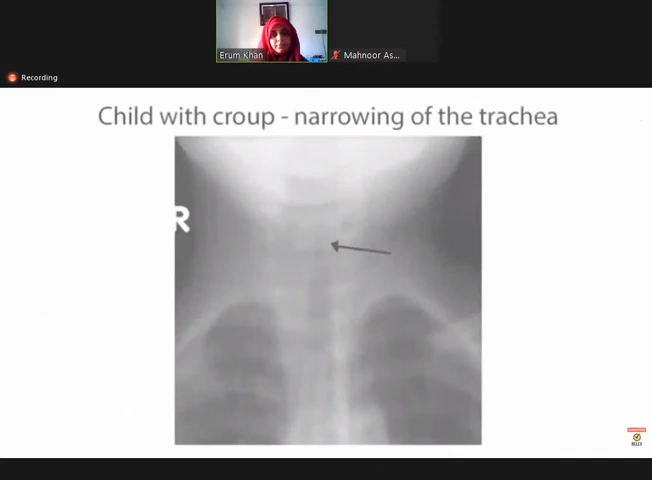 Erum Khan
Mahnoor As...
Recording
Child with croup - narrowing of the trachea
R